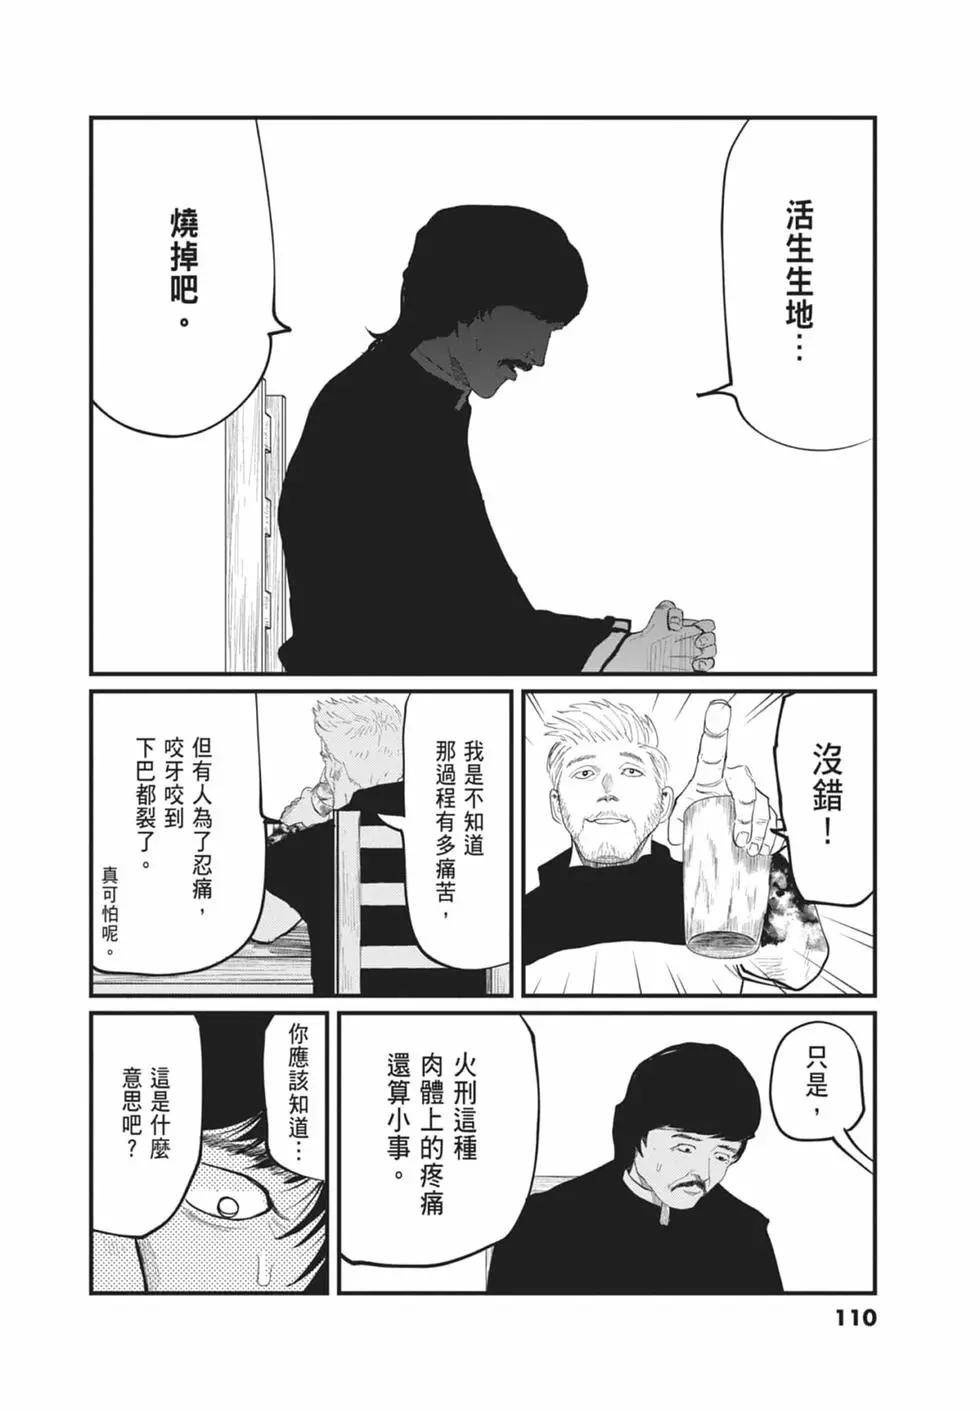 活生生地…
燒掉吧。
沒錯！
我是不知道
那過程有多痛苦，
但有人為了忍痛，
咬牙咬到
下巴都裂了。
真可怕呢。
只是，
火刑這種
肉體上的疼痛
還算小事。
你應該知道…
這是什麼
意思吧？
110